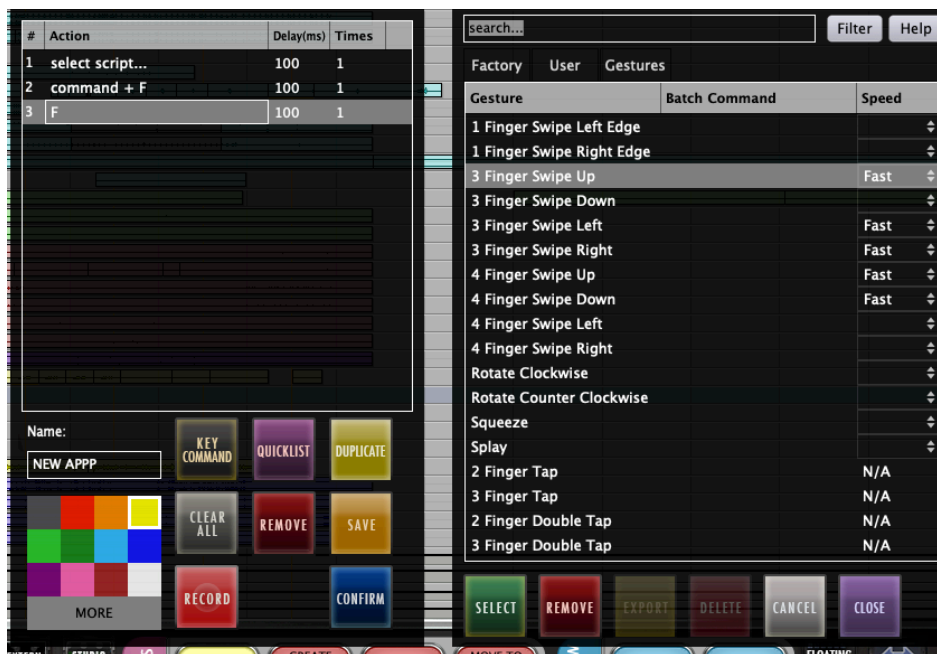 # Action Delay(ms) Times
1 select script... 100 1
2 command + F 100 1
3 F 100 1
Name:
NEW APPP
KEY COMMAND
QUICKLIST
DUPLICATE
CLEAR ALL
REMOVE
SAVE
RECORD
CONFIRM
MORE
search...
Filter
Help
Factory User Gestures
Gesture Batch Command Speed
1 Finger Swipe Left Edge
1 Finger Swipe Right Edge
3 Finger Swipe Up Fast
3 Finger Swipe Down
3 Finger Swipe Left Fast
3 Finger Swipe Right Fast
4 Finger Swipe Up Fast
4 Finger Swipe Down Fast
4 Finger Swipe Left
4 Finger Swipe Right
Rotate Clockwise
Rotate Counter Clockwise
Squeeze
Splay
2 Finger Tap N/A
3 Finger Tap N/A
2 Finger Double Tap N/A
3 Finger Double Tap N/A
SELECT
REMOVE
EXPORT
DELETE
CANCEL
CLOSE
CREATE
MOVE TO
FLOATING